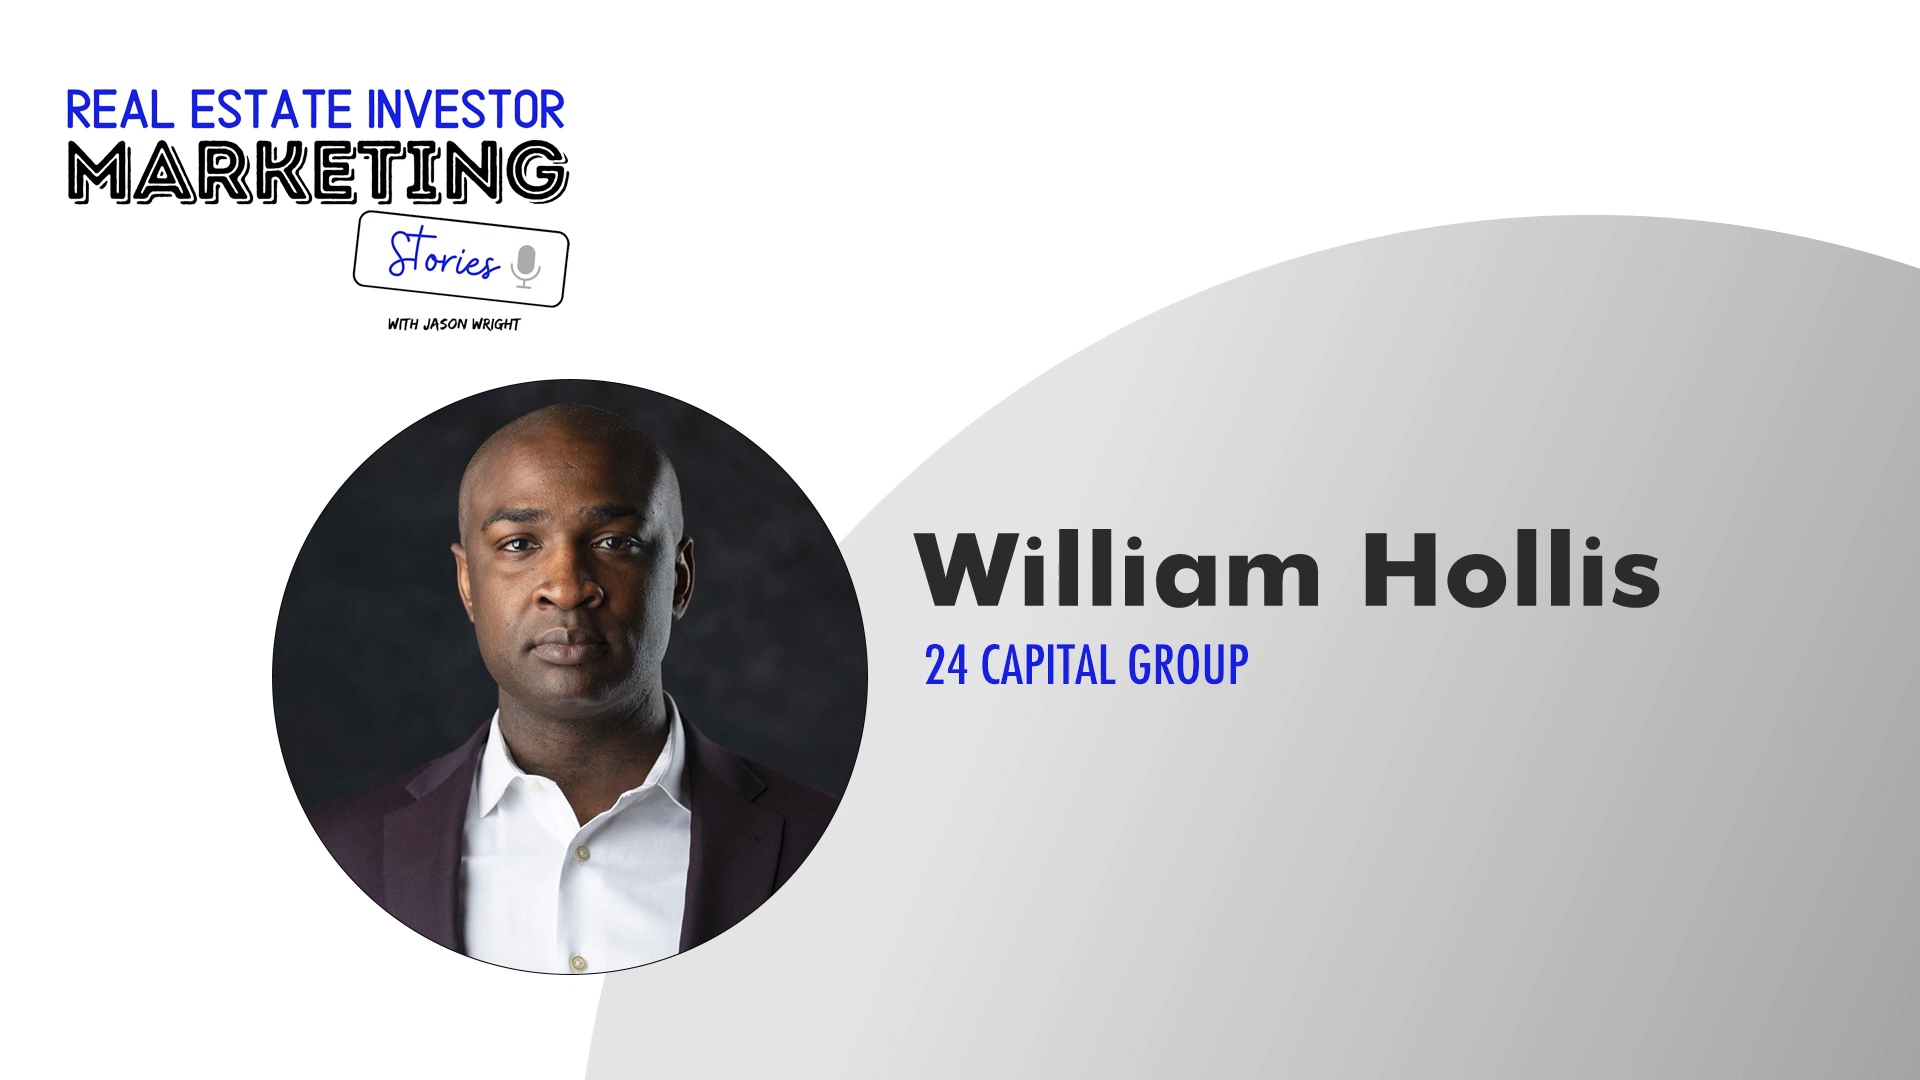 REAL ESTATE INVESTOR
MARKETING
Stories
WITH JASON WRIGHT
William Hollis
24 CAPITAL GROUP